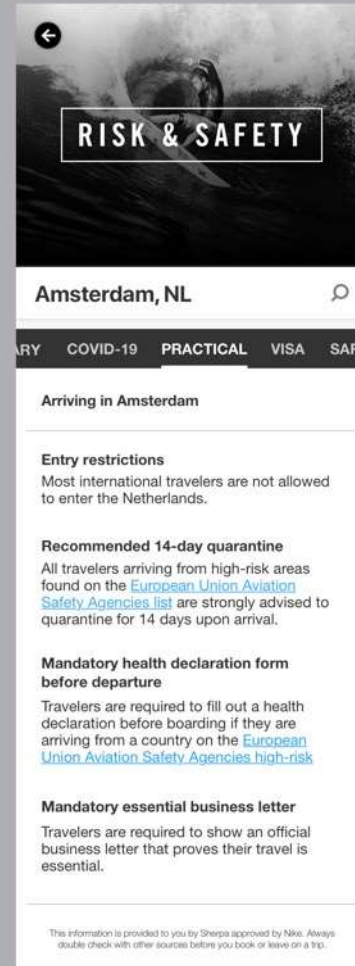 RISK & SAFETY
Amsterdam, NL
ARY COVID-19 PRACTICAL VISA SAF
Arriving in Amsterdam
Entry restrictions
Most international travelers are not allowed
to enter the Netherlands.
Recommended 14-day quarantine
All travelers arriving from high-risk areas
found on the European Union Aviation
Safety Agencies list are strongly advised to
quarantine for 14 days upon arrival.
Mandatory health declaration form
before departure
Travelers are required to fill out a health
declaration before boarding if they are
arriving from a country on the European
Union Aviation Safety Agencies high-risk
Mandatory essential business letter
Travelers are required to show an official
business letter that proves their travel is
essential.
This information is provided to you by Sherpa approved by Nike. Always
double check with other sources before you book or leave on a trip.